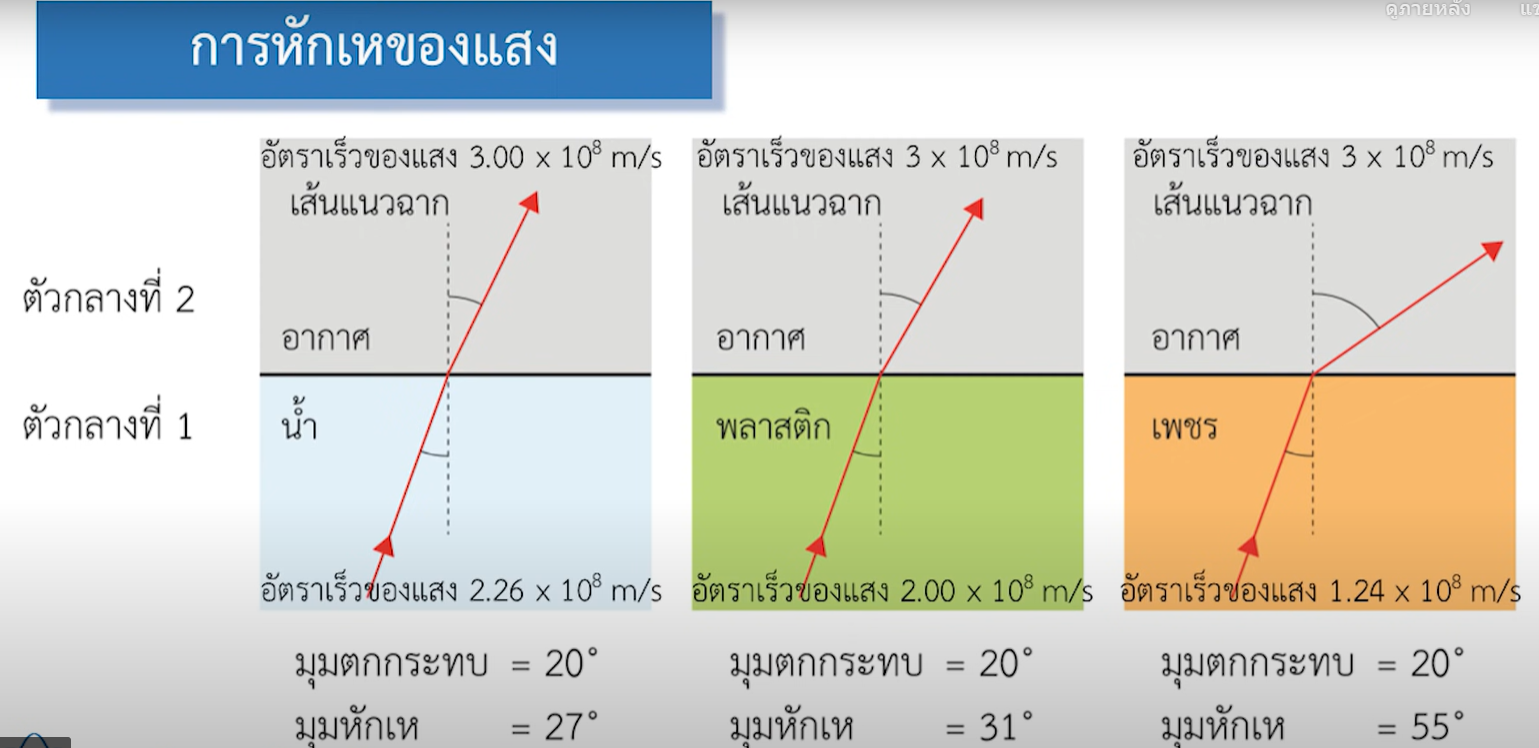 ดูภายหลัง
การหักเหของแสง
อัตราเร็วของแสง 3.00 x 10⁸ m/s
อัตราเร็วของแสง 3 x 10⁸ m/s
อัตราเร็วของแสง 3 x 10⁸ m/s
เส้นแนวฉาก
เส้นแนวฉาก
เส้นแนวฉาก
ตัวกลางที่ 2
อากาศ
อากาศ
อากาศ
ตัวกลางที่ 1
น้ำ
พลาสติก
เพชร
อัตราเร็วของแสง 2.26 x 10⁸ m/s
อัตราเร็วของแสง 2.00 x 10⁸ m/s
อัตราเร็วของแสง 1.24 x 10⁸ m/s
มุมตกกระทบ = 20°
มุมตกกระทบ = 20°
มุมตกกระทบ = 20°
มุมหักเห = 27°
มุมหักเห = 31°
มุมหักเห = 55°